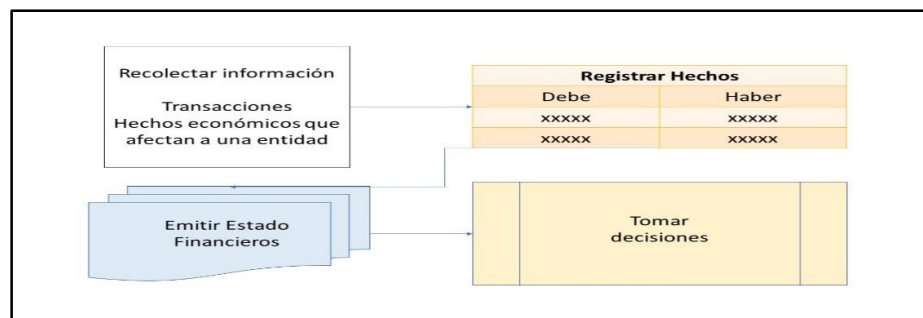 Recolectar información
Transacciones
Hechos económicos que
afectan a una entidad
Registrar Hechos
Debe Haber
xxxxx xxxxx
xxxxx xxxxx
Emitir Estado
Financieros
Tomar
decisiones